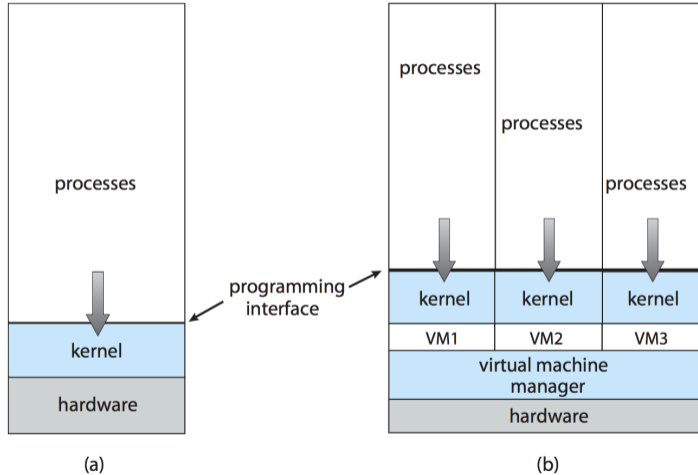 processes
kernel
hardware
(a)
programming
interface
processes
processes
processes
kernel
kernel
kernel
VM1
VM2
VM3
virtual machine
manager
hardware
(b)